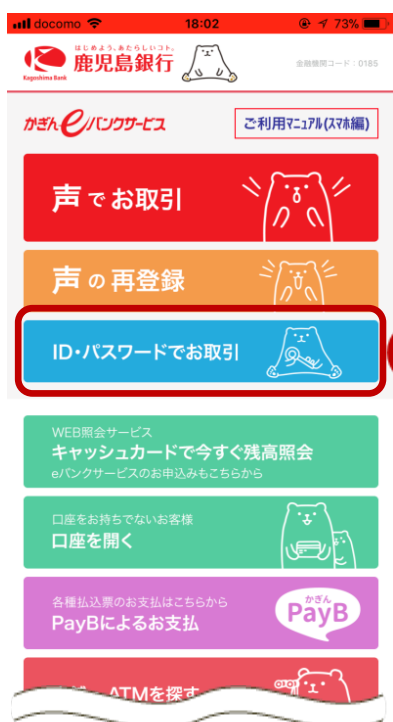 docomo 18:02 73%
はじめよう、あたらしいコト。
鹿児島銀行
Kagoshima Bank
金融機関コード：0185
かぎんeバンクサービス
ご利用マニュアル(スマホ編)
声でお取引
声の再登録
ID・パスワードでお取引
WEB照会サービス
キャッシュカードで今すぐ残高照会
eバンクサービスのお申込みもこちらから
口座をお持ちでないお客様
口座を開く
各種払込票のお支払はこちらから
PayBによるお支払
かぎん
PayB
ATMを探す